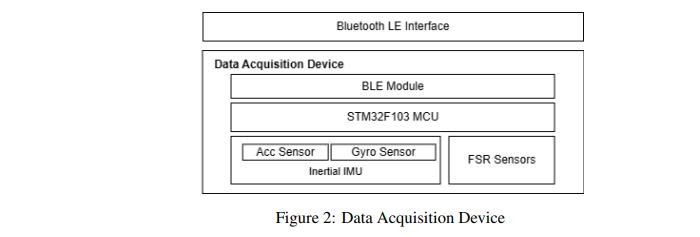 Bluetooth LE Interface
Data Acquisition Device
BLE Module
STM32F103 MCU
Acc Sensor Gyro Sensor
Inertial IMU
FSR Sensors
Figure 2: Data Acquisition Device